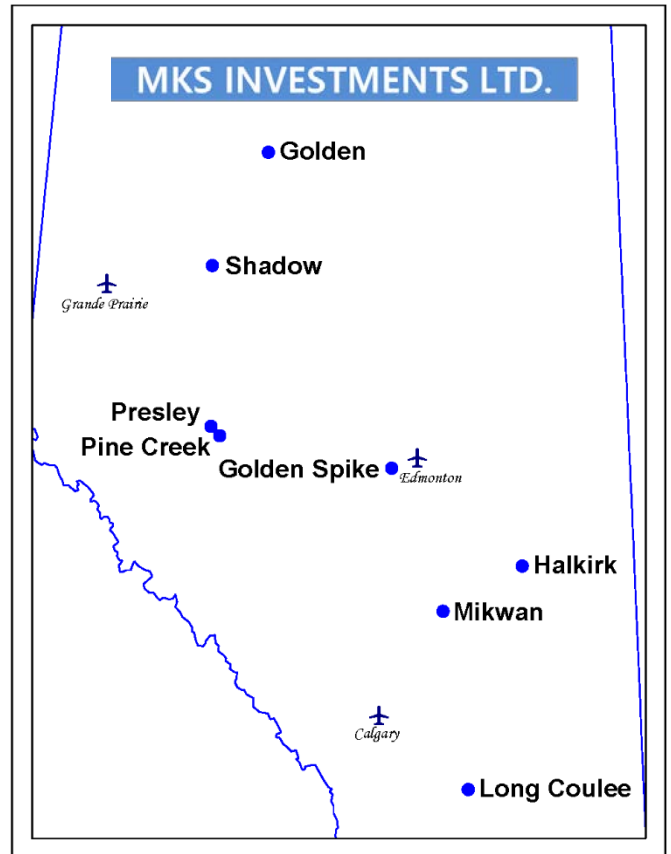 MKS INVESTMENTS LTD.
Golden
Shadow
Grande Prairie
Presley
Pine Creek
Golden Spike
Edmonton
Halkirk
Mikwan
Calgary
Long Coulee